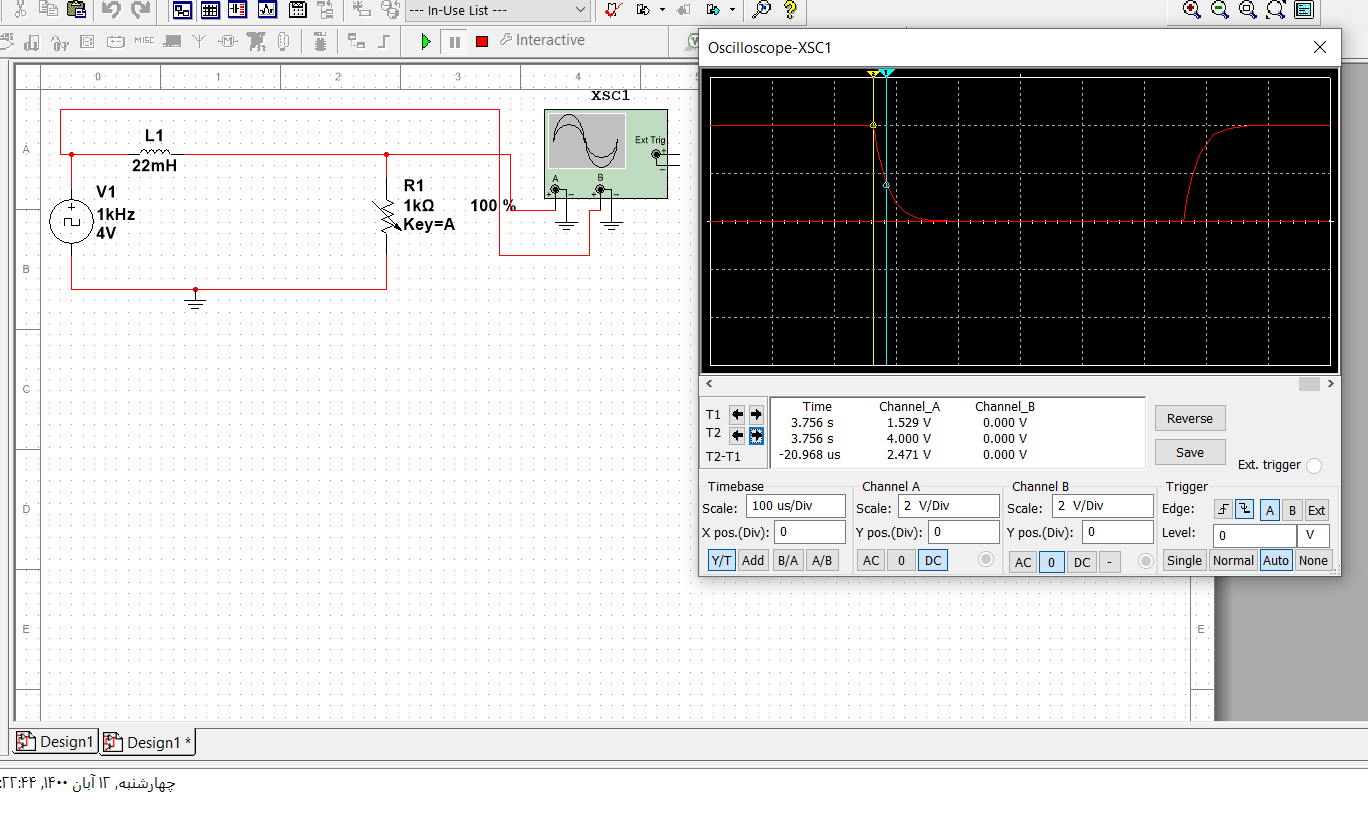 --- In-Use List ---
MISC
Interactive
0 1 2 3 4
A
B
C
D
E
E
XSC1
Ext Trig
+
−
A B
+ − + −
L1
22mH
V1
1kHz
4V
+
R1
1kΩ
Key=A
100 %
Design1
Design1 *
چهارشنبه, ۱۲ آبان ۱۴۰۰, ۲۲:۴۴:
Oscilloscope-XSC1
T1
T2
T2-T1
Time Channel_A Channel_B
3.756 s 1.529 V 0.000 V
3.756 s 4.000 V 0.000 V
-20.968 us 2.471 V 0.000 V
Reverse
Save
Ext. trigger
Timebase
Scale: 100 us/Div
X pos.(Div): 0
Y/T Add B/A A/B
Channel A
Scale: 2 V/Div
Y pos.(Div): 0
AC 0 DC
Channel B
Scale: 2 V/Div
Y pos.(Div): 0
AC 0 DC -
Trigger
Edge: A B Ext
Level: 0 V
Single Normal Auto None